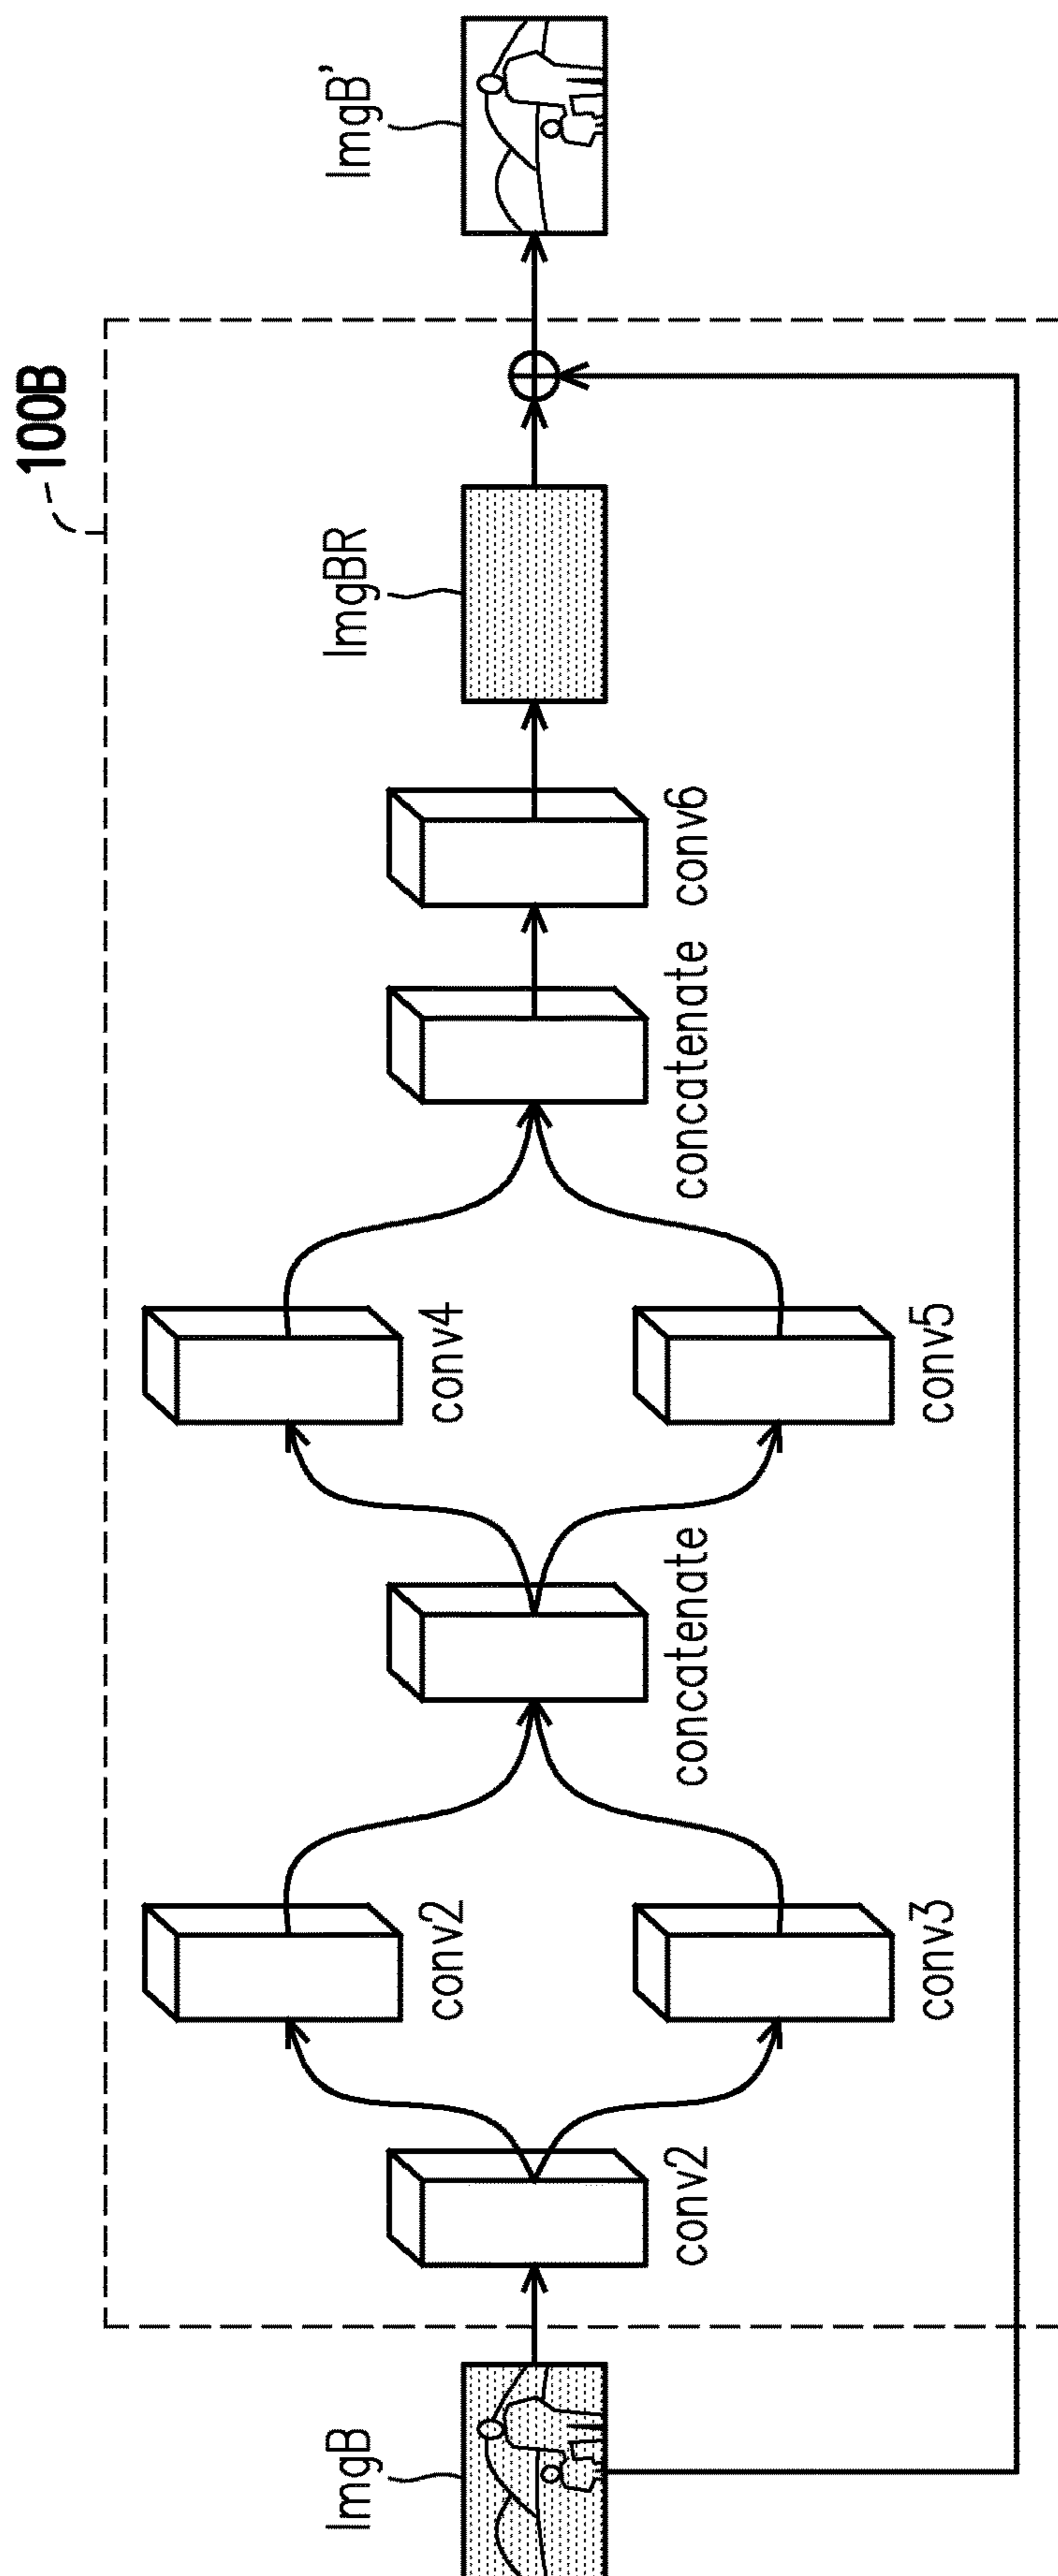 100B
ImgB
conv2
conv2
conv3
concatenate
conv4
conv5
concatenate
conv6
ImgBR
ImgB’